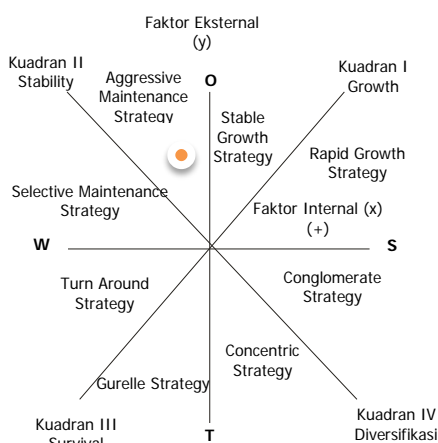 Faktor Eksternal
(y)
Kuadran II
Stability
Aggressive
Maintenance
Strategy
O
Kuadran I
Growth
Stable
Growth
Strategy
Rapid Growth
Strategy
Selective Maintenance
Strategy
Faktor Internal (x)
(+)
W
S
Turn Around
Strategy
Conglomerate
Strategy
Concentric
Strategy
Gurelle Strategy
Kuadran III
Survival
T
Kuadran IV
Diversifikasi